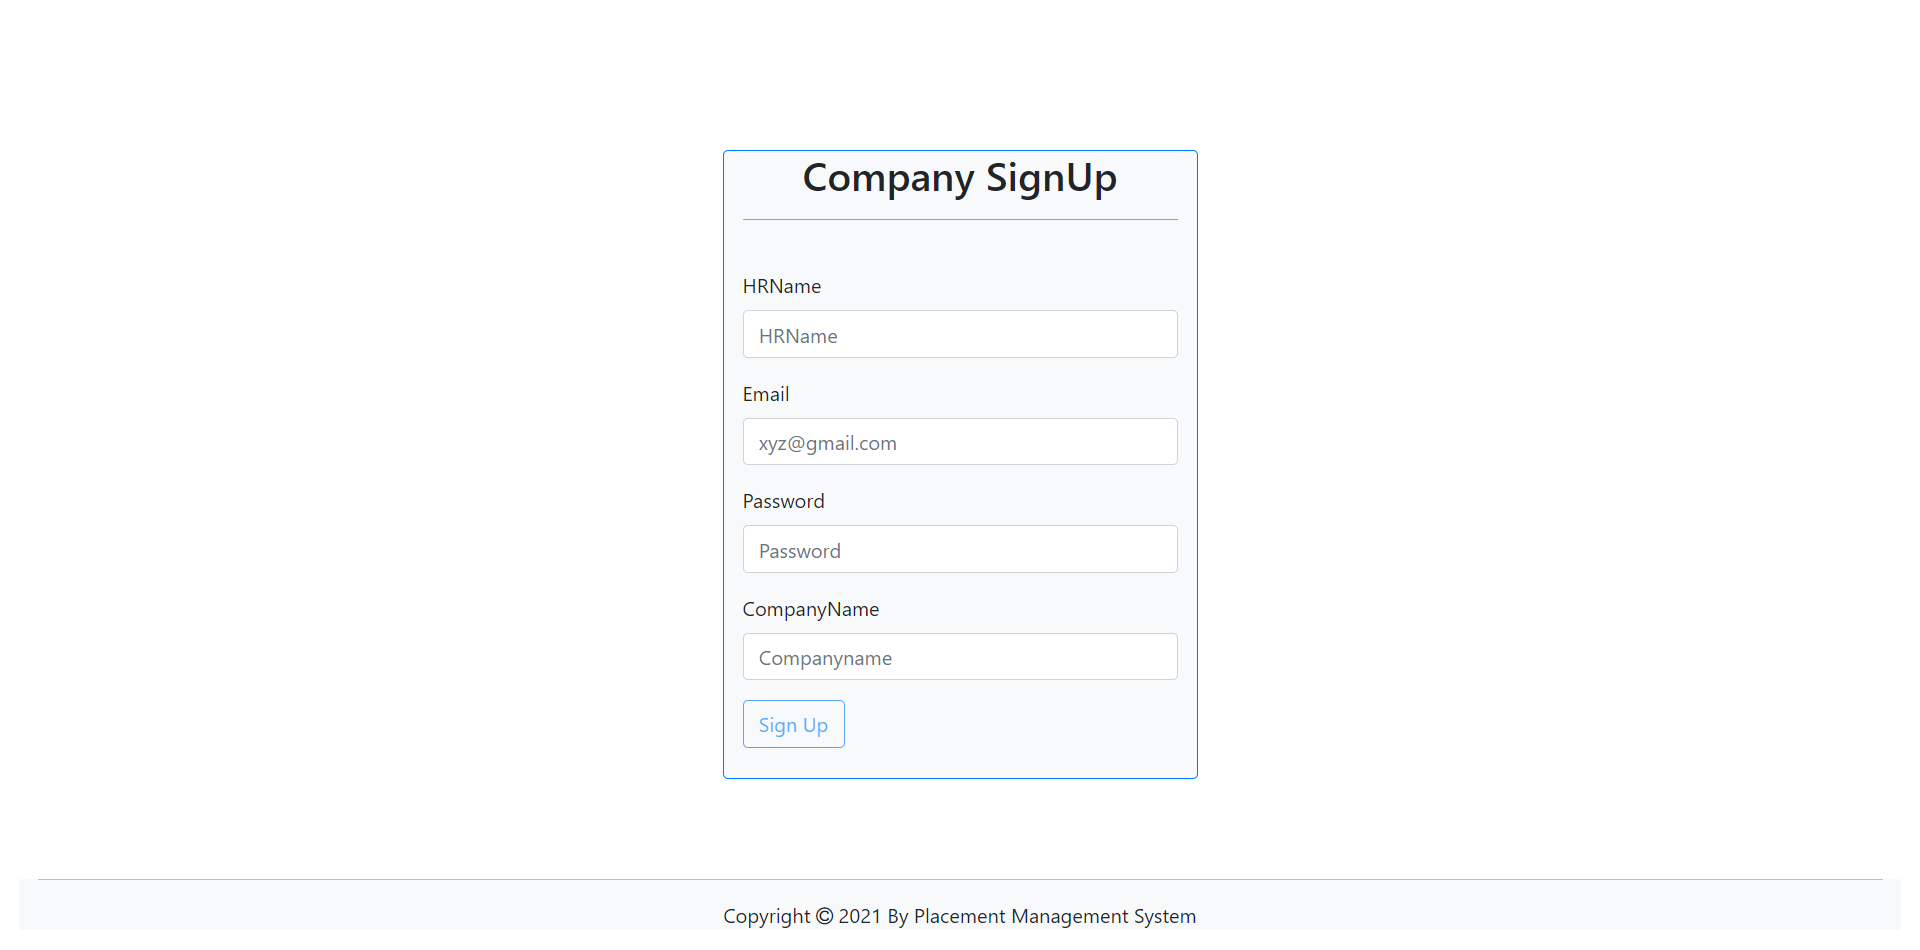 Company SignUp
HRName
HRName
Email
xyz@gmail.com
Password
Password
CompanyName
Companyname
Sign Up
Copyright © 2021 By Placement Management System